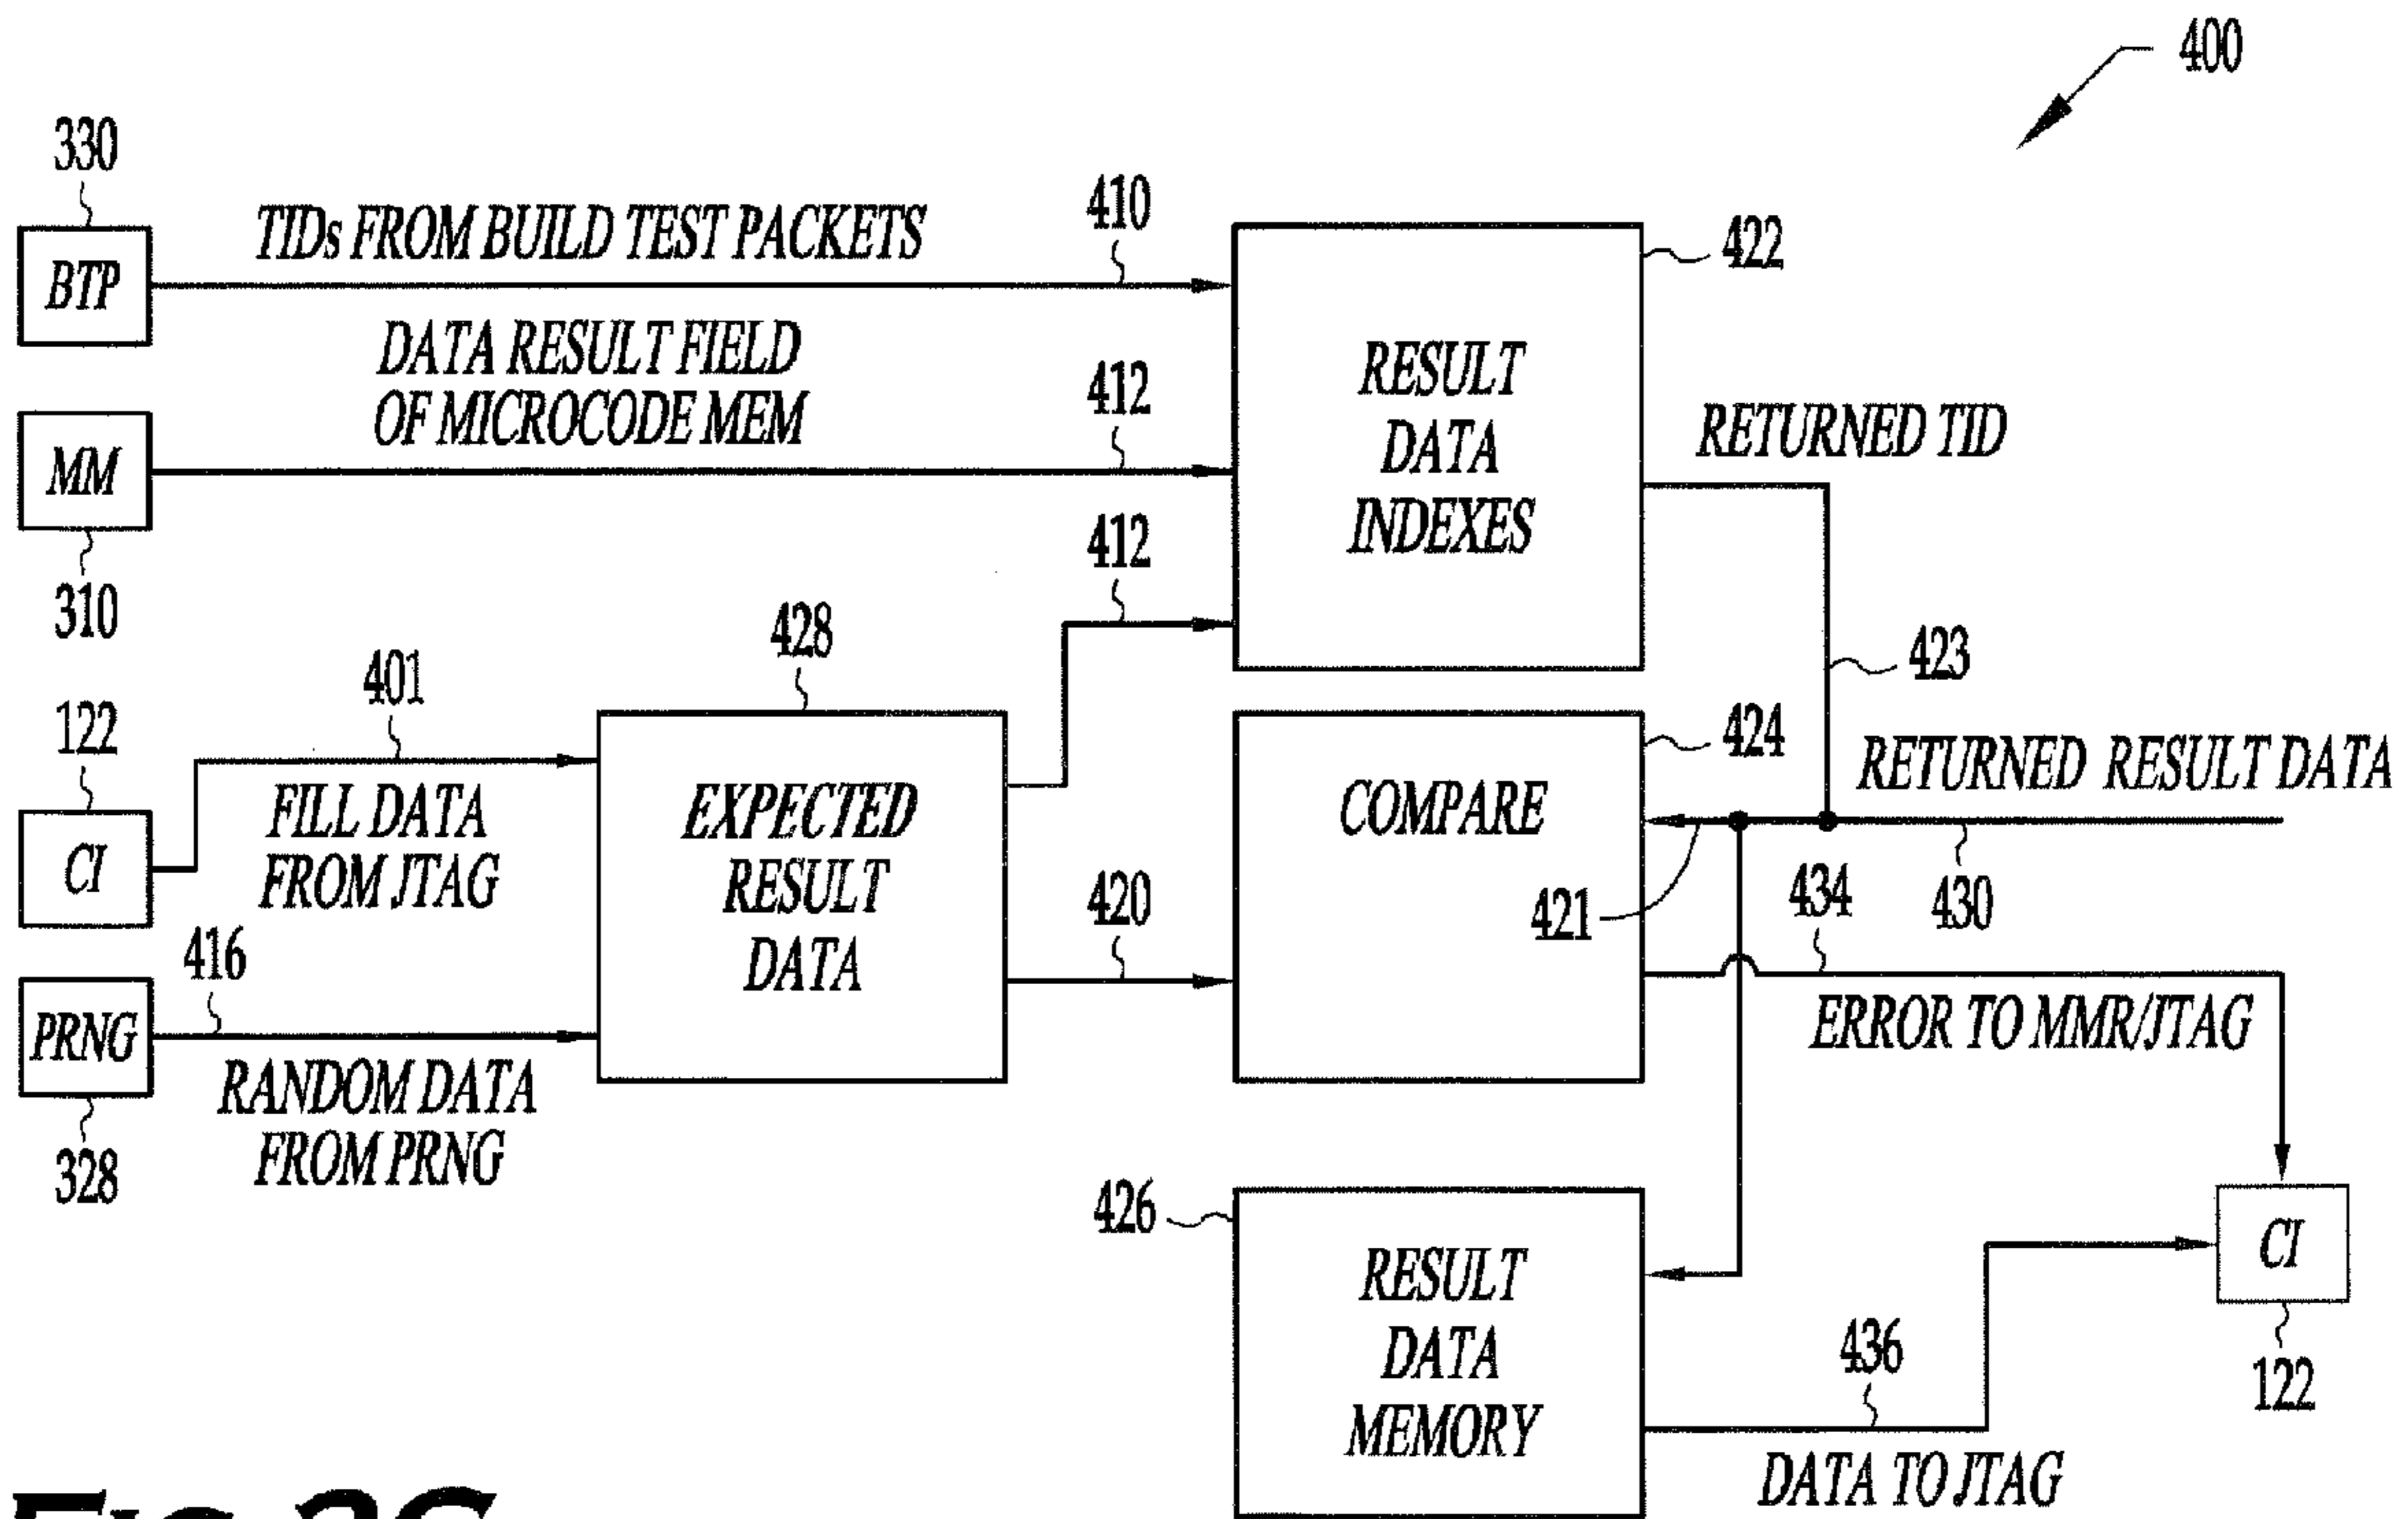 400
330
BTP
TIDs FROM BUILD TEST PACKETS
410
422
DATA RESULT FIELD
OF MICROCODE MEM
412
MM
310
RESULT
DATA
INDEXES
RETURNED TID
412
423
428
401
122
CI
FILL DATA
FROM JTAG
EXPECTED
RESULT
DATA
424
COMPARE
RETURNED RESULT DATA
421
430
420
434
ERROR TO MMR/JTAG
416
PRNG
328
RANDOM DATA
FROM PRNG
426
RESULT
DATA
MEMORY
CI
122
436
DATA TO JTAG